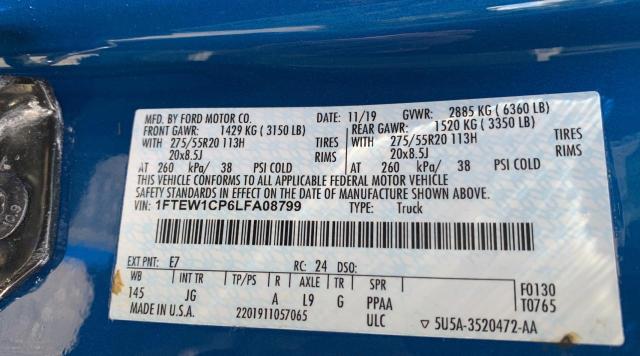 MFD. BY FORD MOTOR CO. 11/19 GVWR: 2885 KG ( 6360 LB)
FRONT GAWR: 1429 KG ( 3150 LB) REAR GAWR: 1520 KG ( 3350 LB)
WITH 275/55R20 113H TIRES WITH 275/55R20 113H TIRES
20x8.5J RIMS 20x8.5J RIMS
AT 260 kPa/ 38 PSI COLD AT 260 kPa/ 38 PSI COLD
THIS VEHICLE CONFORMS TO ALL APPLICABLE FEDERAL MOTOR VEHICLE
SAFETY STANDARDS IN EFFECT ON THE DATE OF MANUFACTURE SHOWN ABOVE.
VIN: 1FTEW1CP6LFA08799 TYPE: Truck
EXT PNT: E7 RC: 24 DSO:
WB INT TR TP/PS R AXLE TR SPR F0130
145 JG A L9 G PPAA T0765
MADE IN U.S.A. 2201911057065 ULC 5U5A-3520472-AA